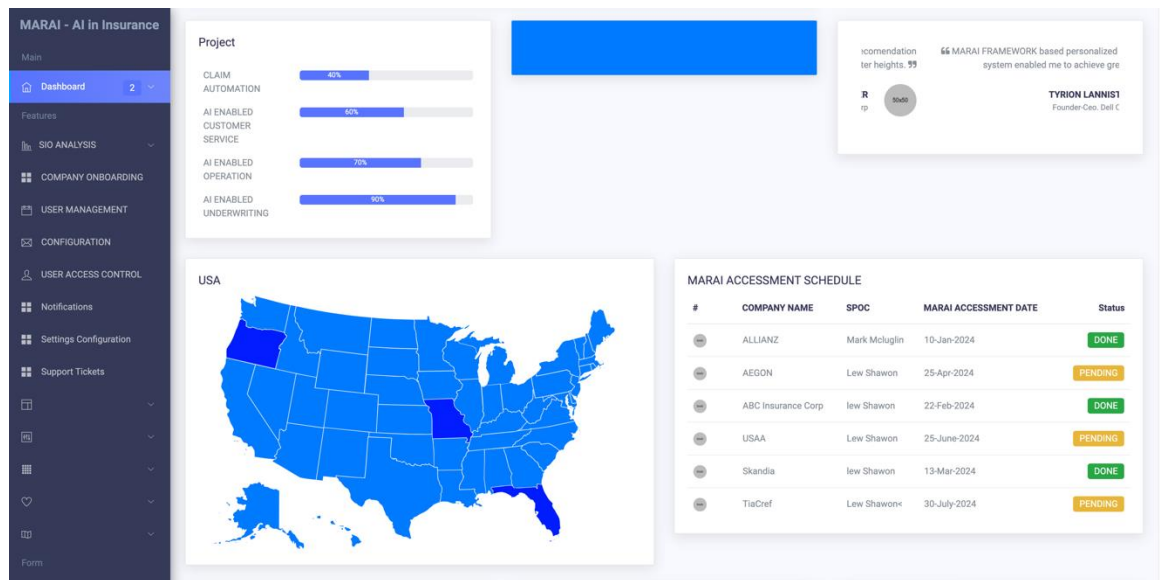 MARAI - AI in Insurance
Main
Dashboard 2
Features
SIO ANALYSIS
COMPANY ONBOARDING
USER MANAGEMENT
CONFIGURATION
USER ACCESS CONTROL
Notifications
Settings Configuration
Support Tickets
Form
Project
CLAIM
AUTOMATION
40%
AI ENABLED
CUSTOMER
SERVICE
60%
AI ENABLED
OPERATION
70%
AI ENABLED
UNDERWRITING
90%
ecomendation
ter heights. ❞
R
rp
50x50
❝ MARAI FRAMEWORK based personalized
system enabled me to achieve gre
TYRION LANNIST
Founder-Ceo. Dell C
USA
MARAI ACCESSMENT SCHEDULE
# COMPANY NAME SPOC MARAI ACCESSMENT DATE Status
ALLIANZ Mark Mcluglin 10-Jan-2024 DONE
AEGON Lew Shawon 25-Apr-2024 PENDING
ABC Insurance Corp lew Shawon 22-Feb-2024 DONE
USAA Lew Shawon 25-June-2024 PENDING
Skandia lew Shawon 13-Mar-2024 DONE
TiaCref Lew Shawon< 30-July-2024 PENDING